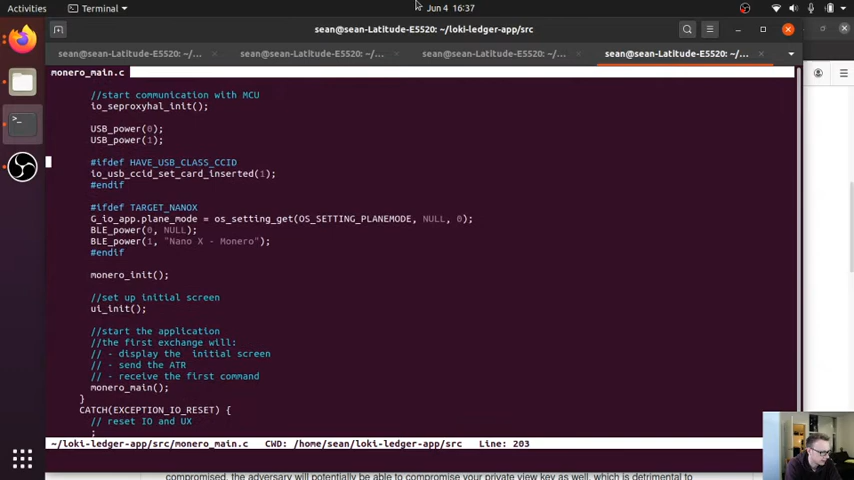 Activities
Terminal
Jun 4 16:37
sean@sean-Latitude-E5520: ~/loki-ledger-app/src
sean@sean-Latitude-E5520: ~/...
sean@sean-Latitude-E5520: ~/...
sean@sean-Latitude-E5520: ~/...
sean@sean-Latitude-E5520: ~/...
monero_main.c
//start communication with MCU
io_seproxyhal_init();
USB_power(0);
USB_power(1);
#ifdef HAVE_USB_CLASS_CCID
io_usb_ccid_set_card_inserted(1);
#endif
#ifdef TARGET_NANOX
G_io_app.plane_mode = os_setting_get(OS_SETTING_PLANEMODE, NULL, 0);
BLE_power(0, NULL);
BLE_power(1, "Nano X - Monero");
#endif
monero_init();
//set up initial screen
ui_init();
//start the application
//the first exchange will:
// - display the  initial screen
// - send the ATR
// - receive the first command
monero_main();
}
CATCH(EXCEPTION_IO_RESET) {
// reset IO and UX
;
~/loki-ledger-app/src/monero_main.c   CWD: /home/sean/loki-ledger-app/src   Line: 203
compromised, the adversary will potentially be able to compromise your private view key as well, which is detrimental to